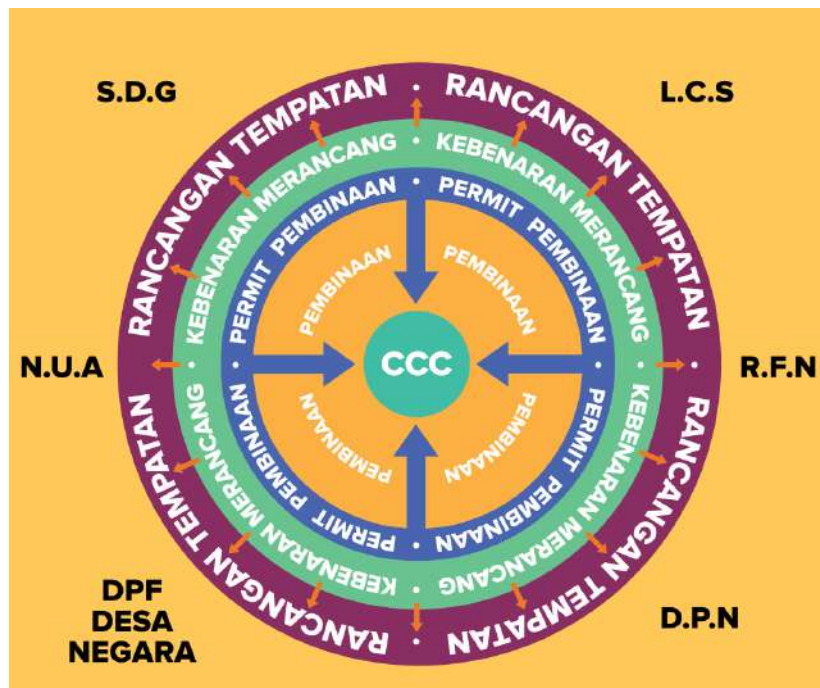 S.D.G
L.C.S
RANCANGAN TEMPATAN · RANCANGAN TEMPATAN · RANCANGAN TEMPATAN · RANCANGAN TEMPATAN ·
KEBENARAN MERANCANG · KEBENARAN MERANCANG · KEBENARAN MERANCANG · KEBENARAN MERANCANG ·
PERMIT PEMBINAAN · PERMIT PEMBINAAN · PERMIT PEMBINAAN · PERMIT PEMBINAAN ·
PEMBINAAN
PEMBINAAN
N.U.A
CCC
R.F.N
PEMBINAAN
PEMBINAAN
DPF
DESA
NEGARA
D.P.N